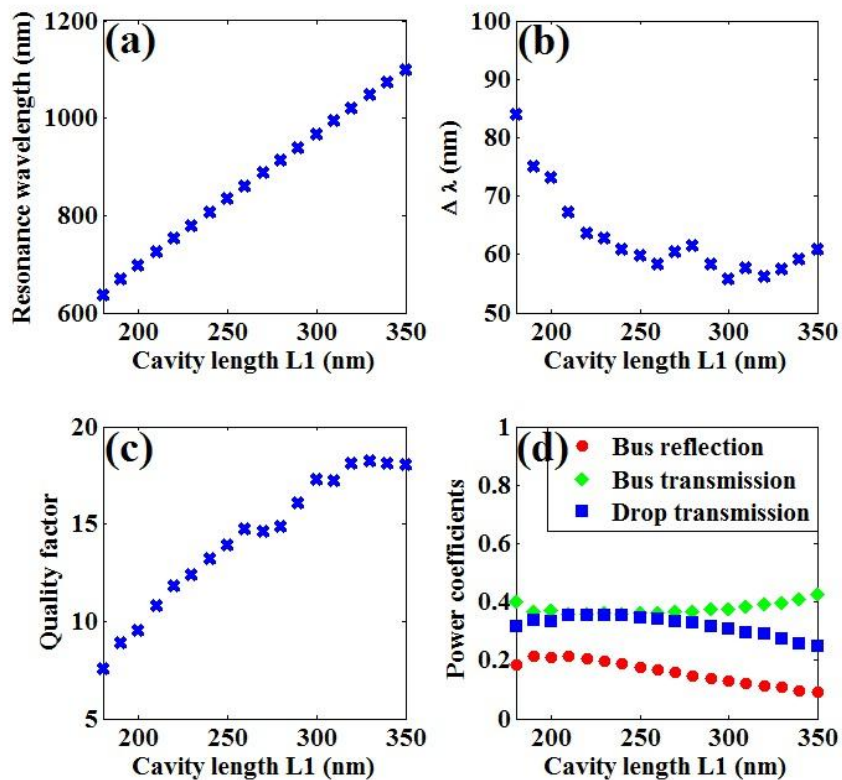 (a)
Resonance wavelength (nm)
1200
1000
800
600
200 250 300 350
Cavity length L1 (nm)
(b)
Δ λ (nm)
100
90
80
70
60
50
200 250 300 350
Cavity length L1 (nm)
(c)
Quality factor
20
15
10
5
200 250 300 350
Cavity length L1 (nm)
(d)
Power coefficients
1
0.8
0.6
0.4
0.2
0
Bus reflection
Bus transmission
Drop transmission
200 250 300 350
Cavity length L1 (nm)